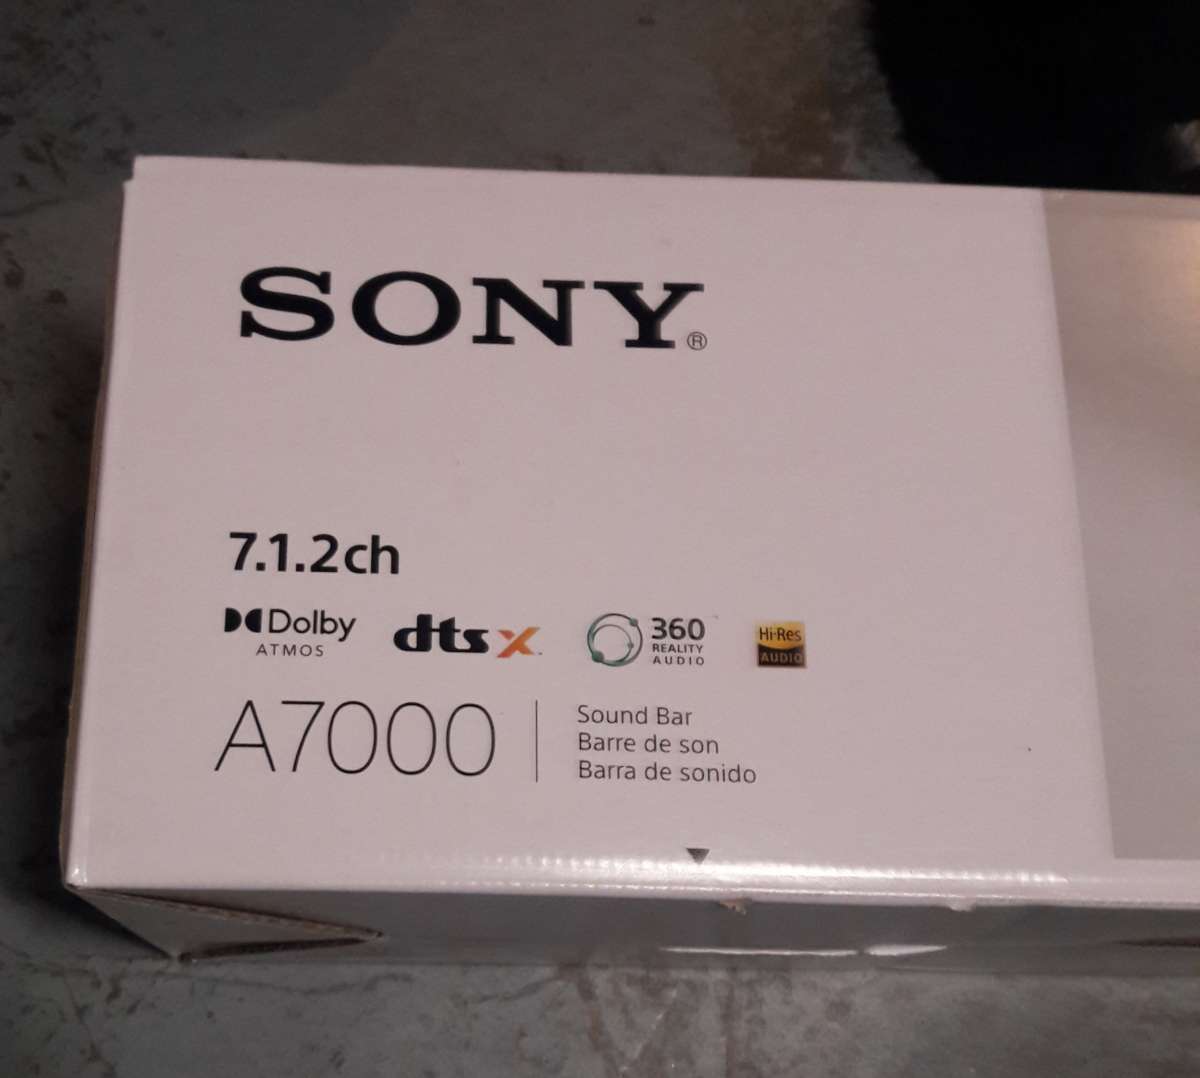 SONY®
7.1.2ch
Dolby
ATMOS
dts X
360
REALITY
AUDIO
Hi-Res
AUDIO
A7000
Sound Bar
Barre de son
Barra de sonido